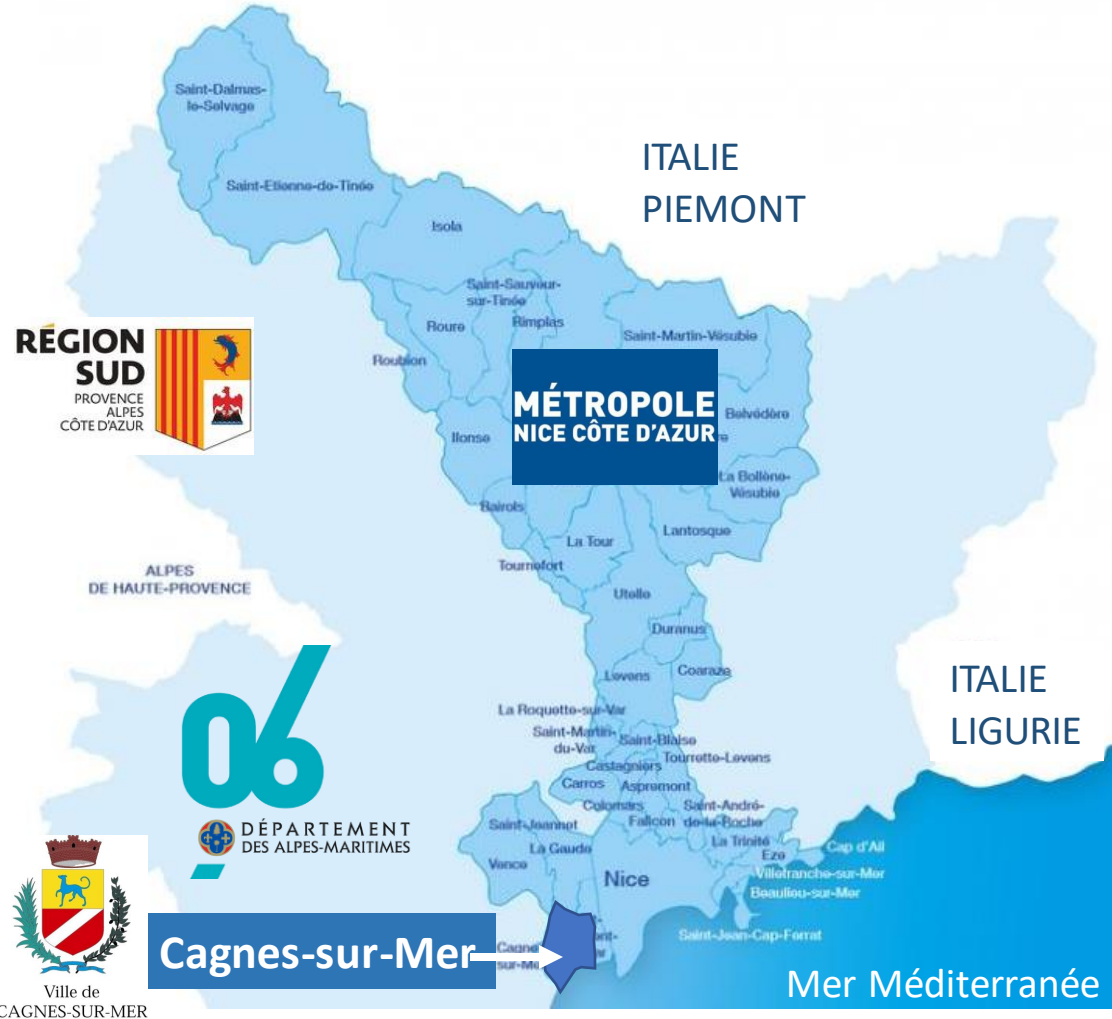 Saint-Dalmas-
le-Selvage
ITALIE
PIEMONT
Saint-Etienne-de-Tinée
Isola
Saint-Sauveur-
sur-Tinée
Roure
Rimplas
Saint-Martin-Vésubie
RÉGION
SUD
PROVENCE
ALPES
CÔTE D'AZUR
Roubion
MÉTROPOLE
NICE CÔTE D'AZUR
Belvédère
Ilonse
La Bollène-
Vésubie
Bairols
Lantosque
La Tour
Tournefort
ALPES
DE HAUTE-PROVENCE
Utelle
Duranus
Coaraze
Levens
ITALIE
LIGURIE
06
DÉPARTEMENT
DES ALPES-MARITIMES
La Roquette-sur-Var
Saint-Martin-
du-Var
Saint-Blaise
Tourrette-Levens
Castagniers
Carros
Aspremont
Colomars
Saint-André-
de-la-Roche
Falicon
Saint-Jeannet
La Trinité
Cap d'Ail
La Gaude
Eze
Vence
Villefranche-sur-Mer
Nice
Beaulieu-sur-Mer
Saint-Jean-Cap-Ferrat
Cagnes-sur-Mer
Mer Méditerranée
Ville de
CAGNES-SUR-MER